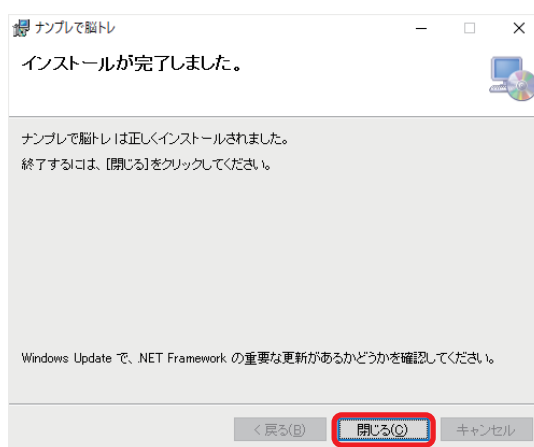 ナンプレで脳トレ
インストールが完了しました。
ナンプレで脳トレ は正しくインストールされました。
終了するには、[閉じる]をクリックしてください。
Windows Update で、.NET Framework の重要な更新があるかどうかを確認してください。
< 戻る(B) 閉じる(C) キャンセル